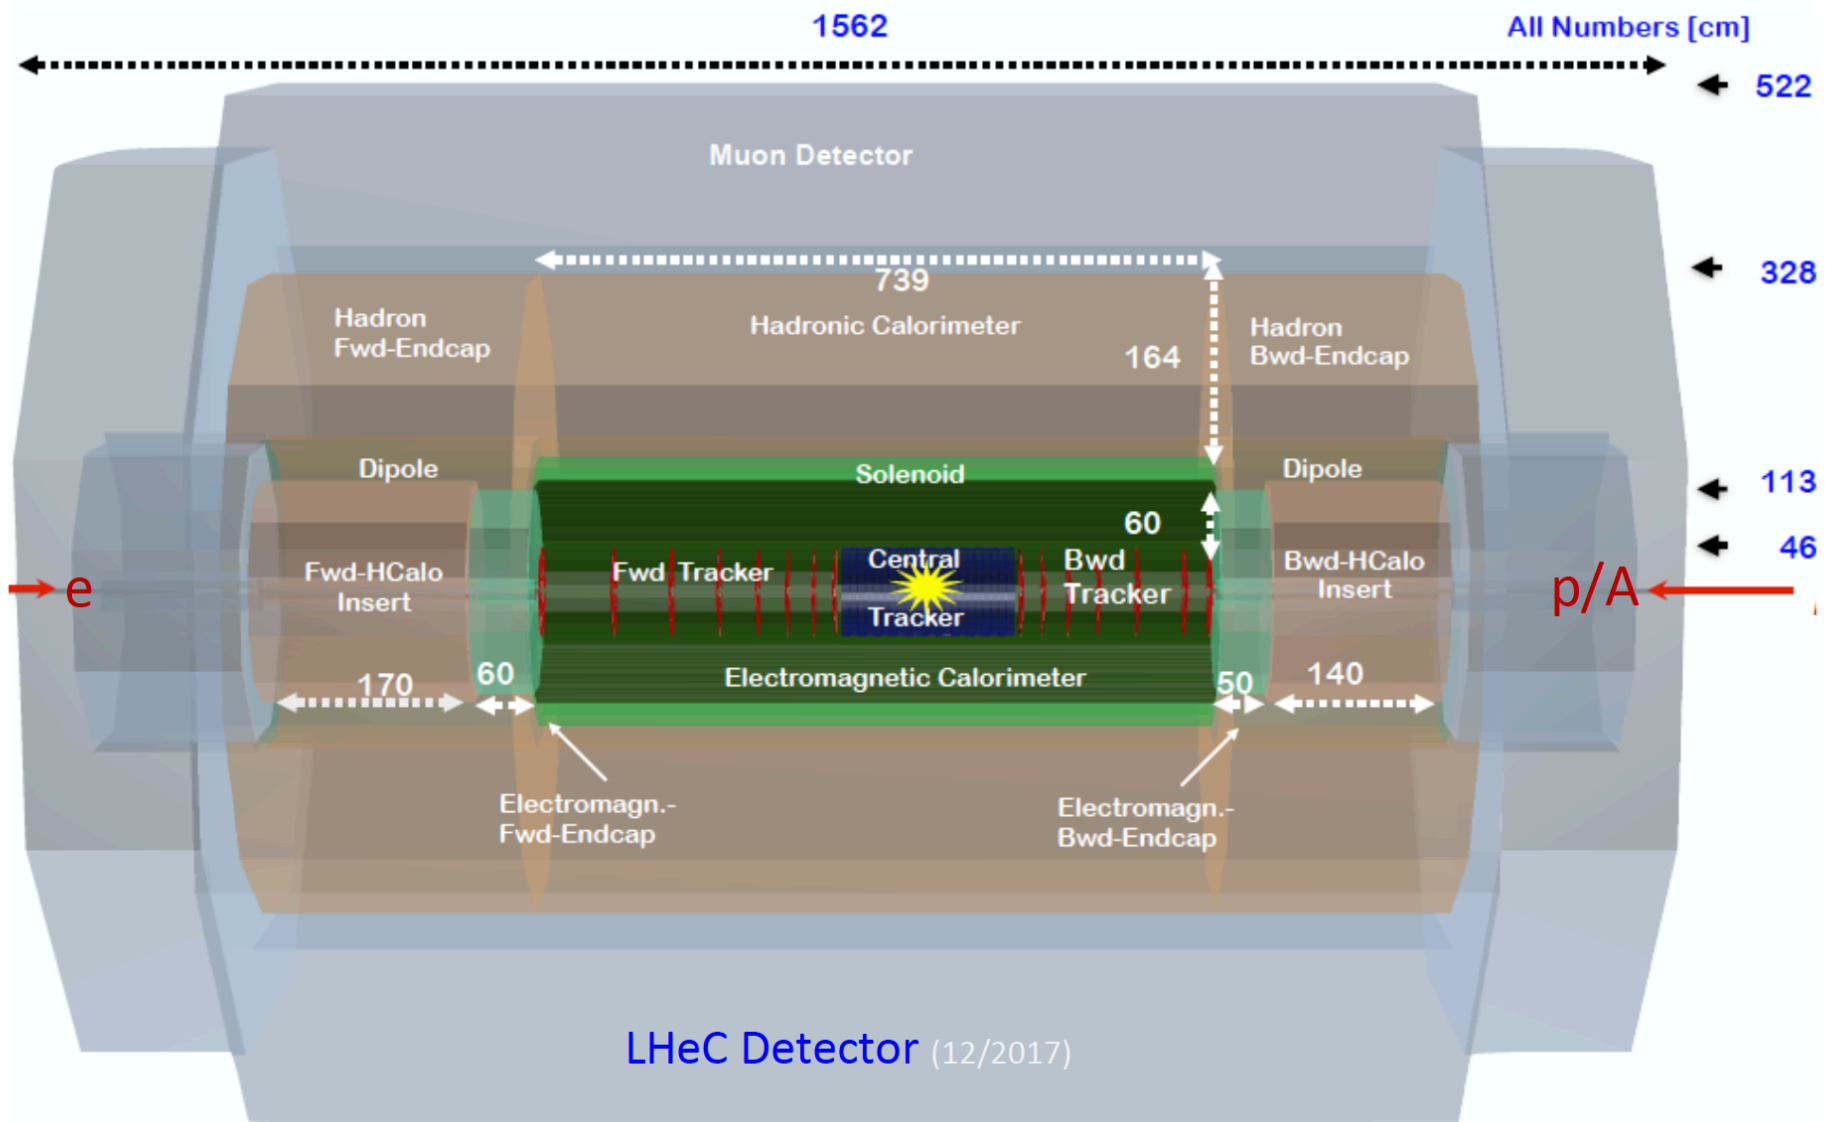 1562
All Numbers [cm]
522
Muon Detector
328
739
Hadron
Fwd-Endcap
Hadronic Calorimeter
Hadron
Bwd-Endcap
164
Dipole
Solenoid
Dipole
113
60
46
Fwd Tracker
Central
Tracker
Bwd
Tracker
Fwd-HCalo
Insert
Bwd-HCalo
Insert
e
p/A
170
60
Electromagnetic Calorimeter
50
140
Electromagn.-
Fwd-Endcap
Electromagn.-
Bwd-Endcap
LHeC Detector (12/2017)